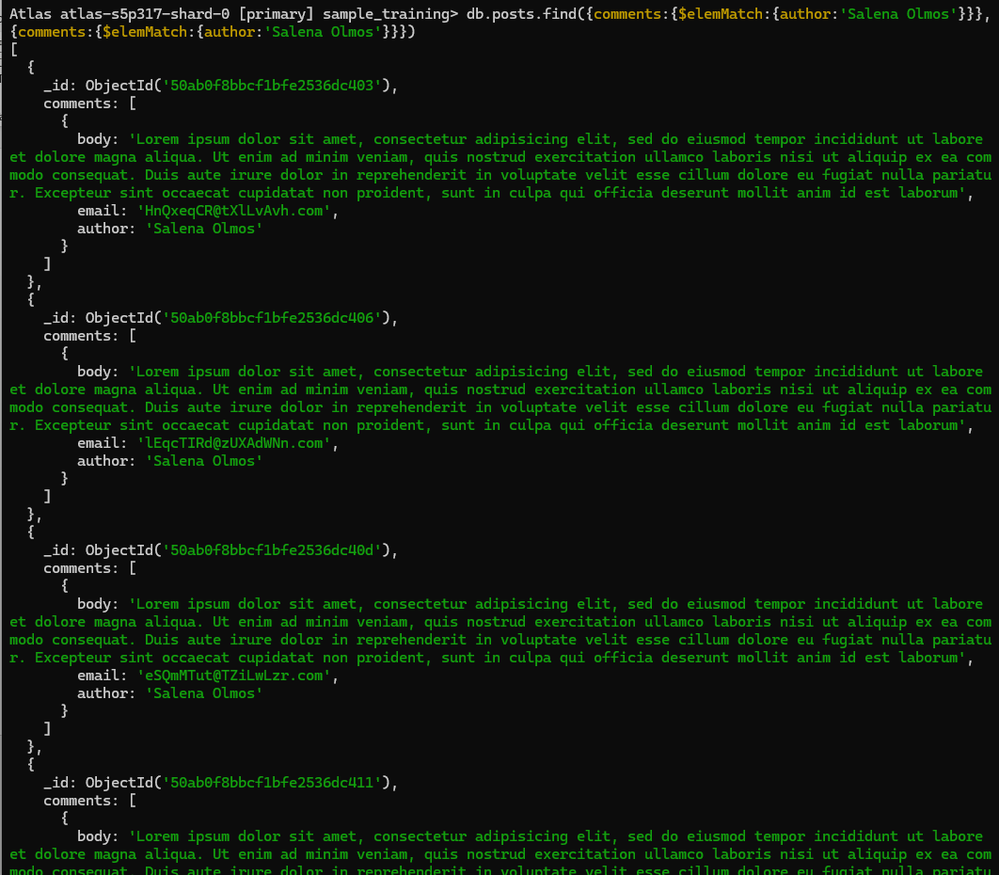 Atlas atlas-s5p317-shard-0 [primary] sample_training> db.posts.find({comments:{$elemMatch:{author:'Salena Olmos'}}},
{comments:{$elemMatch:{author:'Salena Olmos'}}})
[
  {
    _id: ObjectId('50ab0f8bbcf1bfe2536dc403'),
    comments: [
      {
        body: 'Lorem ipsum dolor sit amet, consectetur adipisicing elit, sed do eiusmod tempor incididunt ut labore
et dolore magna aliqua. Ut enim ad minim veniam, quis nostrud exercitation ullamco laboris nisi ut aliquip ex ea com
modo consequat. Duis aute irure dolor in reprehenderit in voluptate velit esse cillum dolore eu fugiat nulla pariatu
r. Excepteur sint occaecat cupidatat non proident, sunt in culpa qui officia deserunt mollit anim id est laborum',
        email: 'HnQxeqCR@tXlLvAvh.com',
        author: 'Salena Olmos'
      }
    ]
  },
  {
    _id: ObjectId('50ab0f8bbcf1bfe2536dc406'),
    comments: [
      {
        body: 'Lorem ipsum dolor sit amet, consectetur adipisicing elit, sed do eiusmod tempor incididunt ut labore
et dolore magna aliqua. Ut enim ad minim veniam, quis nostrud exercitation ullamco laboris nisi ut aliquip ex ea com
modo consequat. Duis aute irure dolor in reprehenderit in voluptate velit esse cillum dolore eu fugiat nulla pariatu
r. Excepteur sint occaecat cupidatat non proident, sunt in culpa qui officia deserunt mollit anim id est laborum',
        email: 'lEqcTIRd@zUXAdWNn.com',
        author: 'Salena Olmos'
      }
    ]
  },
  {
    _id: ObjectId('50ab0f8bbcf1bfe2536dc40d'),
    comments: [
      {
        body: 'Lorem ipsum dolor sit amet, consectetur adipisicing elit, sed do eiusmod tempor incididunt ut labore
et dolore magna aliqua. Ut enim ad minim veniam, quis nostrud exercitation ullamco laboris nisi ut aliquip ex ea com
modo consequat. Duis aute irure dolor in reprehenderit in voluptate velit esse cillum dolore eu fugiat nulla pariatu
r. Excepteur sint occaecat cupidatat non proident, sunt in culpa qui officia deserunt mollit anim id est laborum',
        email: 'eSQmMTut@TZiLwLzr.com',
        author: 'Salena Olmos'
      }
    ]
  },
  {
    _id: ObjectId('50ab0f8bbcf1bfe2536dc411'),
    comments: [
      {
        body: 'Lorem ipsum dolor sit amet, consectetur adipisicing elit, sed do eiusmod tempor incididunt ut labore
et dolore magna aliqua. Ut enim ad minim veniam, quis nostrud exercitation ullamco laboris nisi ut aliquip ex ea com
modo consequat. Duis aute irure dolor in reprehenderit in voluptate velit esse cillum dolore eu fugiat nulla pariatu